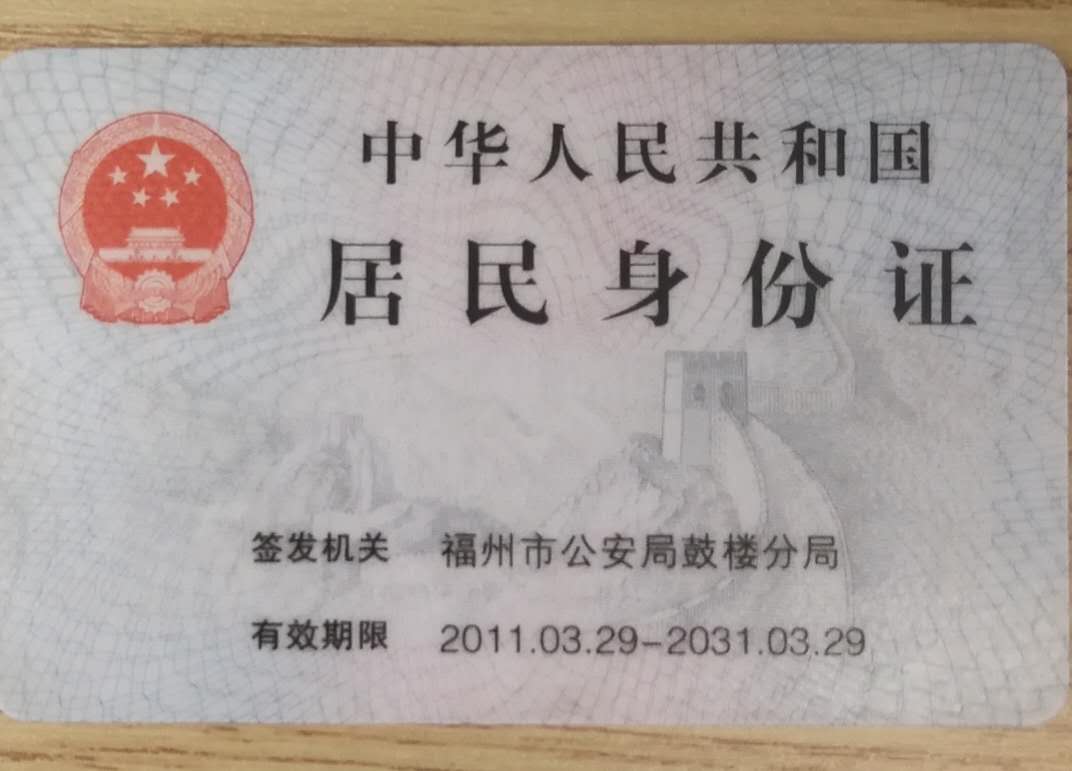 中华人民共和国
居民身份证
签发机关 福州市公安局鼓楼分局
有效期限 2011.03.29-2031.03.29